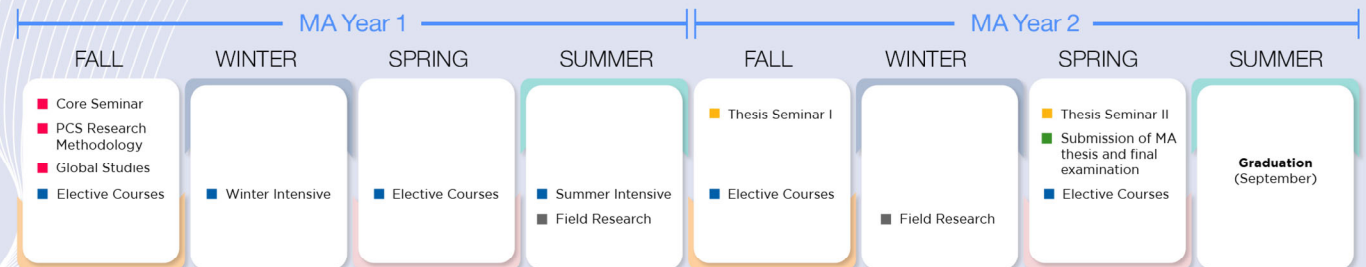 MA Year 1
MA Year 2
FALL
WINTER
SPRING
SUMMER
FALL
WINTER
SPRING
SUMMER
Core Seminar
PCS Research
Methodology
Global Studies
Elective Courses
Winter Intensive
Elective Courses
Summer Intensive
Field Research
Thesis Seminar I
Elective Courses
Field Research
Thesis Seminar II
Submission of MA
thesis and final
examination
Elective Courses
Graduation
(September)